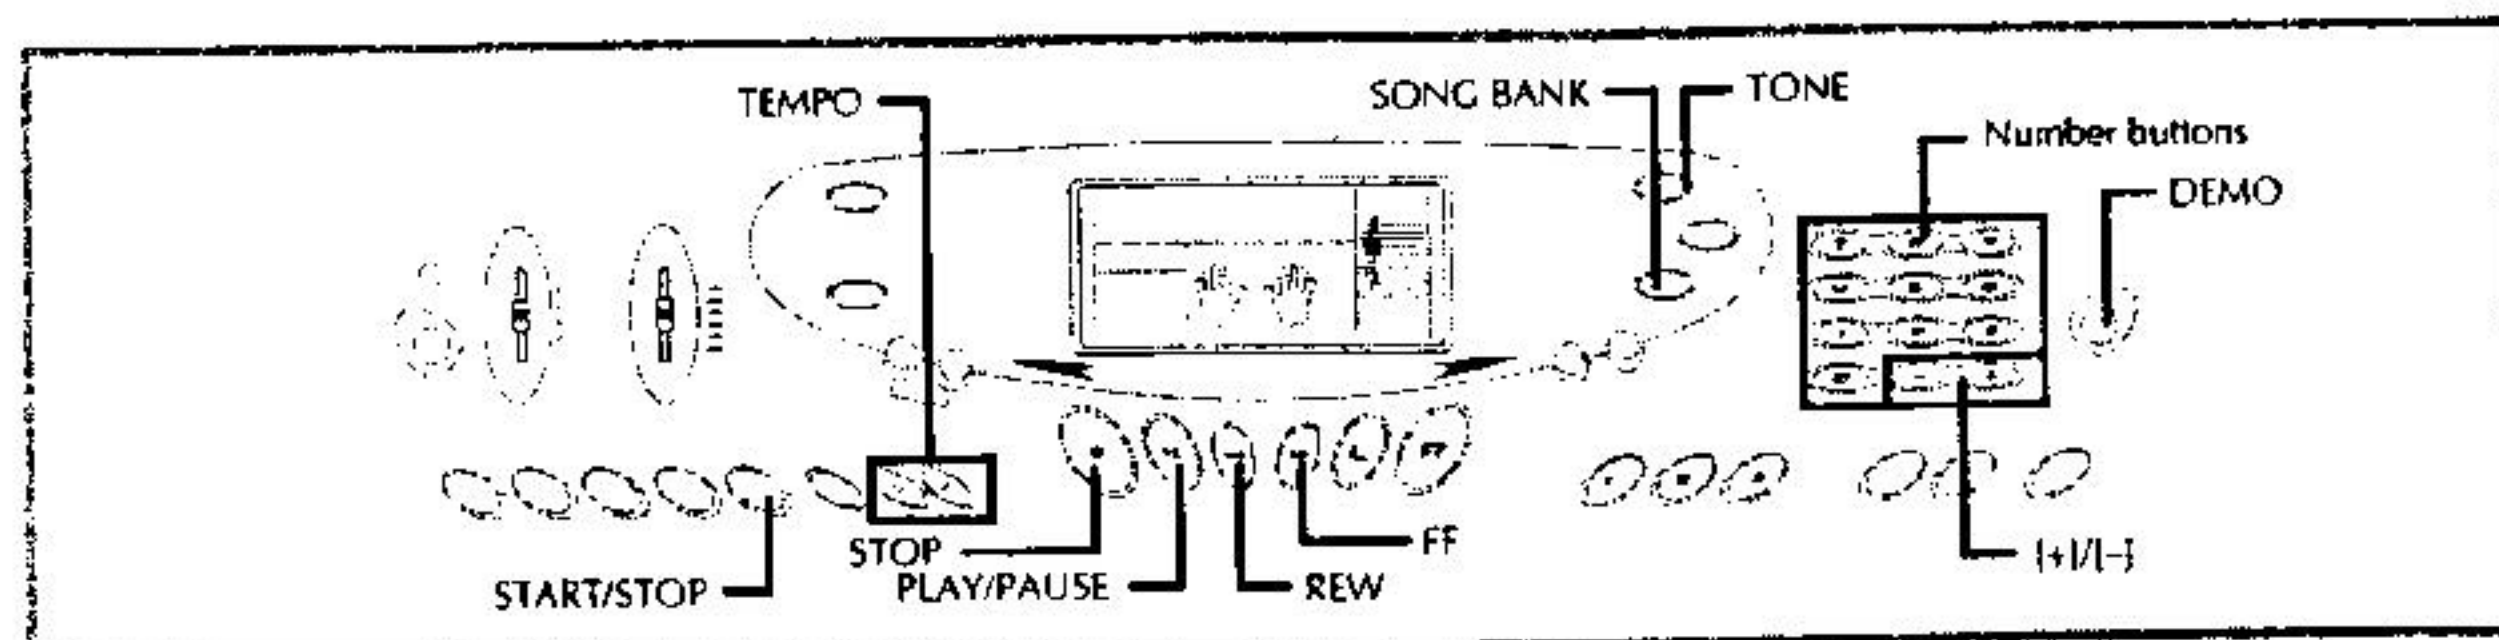 TEMPO
SONG BANK
TONE
Number buttons
DEMO
STOP
FF
[+]/[–]
START/STOP
PLAY/PAUSE
REW